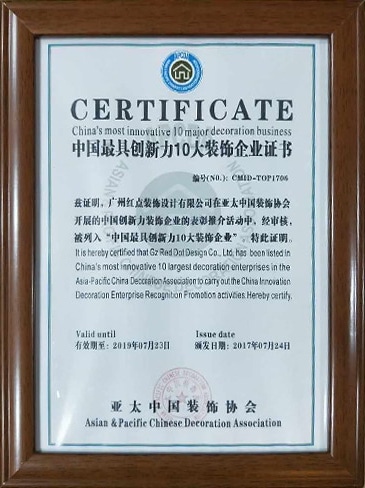 CERTIFICATE
China's most innovative 10 major decoration business
中国最具创新力10大装饰企业证书
编号(NO.): CMID-TOP1706
兹证明，广州红点装饰设计有限公司在亚太中国装饰协会
开展的中国创新力装饰企业的表彰推介活动中，经审核，
被列入“中国最具创新力10大装饰企业”，特此证明。
It is hereby certified that Gz Red Dot Design Co., Ltd. has been listed in
China's most innovative 10 largest decoration enterprises in the
Asia-Pacific China Decoration Association to carry out the China Innovation
Decoration Enterprise Recognition Promotion activities. Hereby certify.
Valid until
有效期至: 2019年07月23日
Issue date
颁发日期: 2017年07月24日
亚太中国装饰协会
Asian & Pacific Chinese Decoration Association